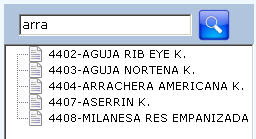 arra
4402-AGUJA RIB EYE K.
4403-AGUJA NORTENA K.
4404-ARRACHERA AMERICANA K.
4407-ASERRIN K.
4408-MILANESA RES EMPANIZADA